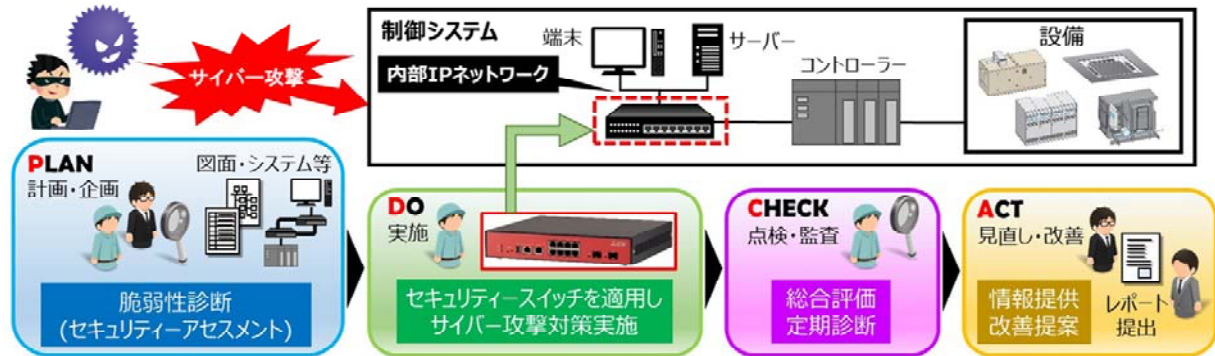 サイバー攻撃
制御システム
内部IPネットワーク
端末
サーバー
コントローラー
設備
PLAN
計画・企画
図面・システム等
脆弱性診断
(セキュリティーアセスメント)
DO
実施
セキュリティースイッチを適用し
サイバー攻撃対策実施
CHECK
点検・監査
総合評価
定期診断
ACT
見直し・改善
情報提供
改善提案
レポート
提出